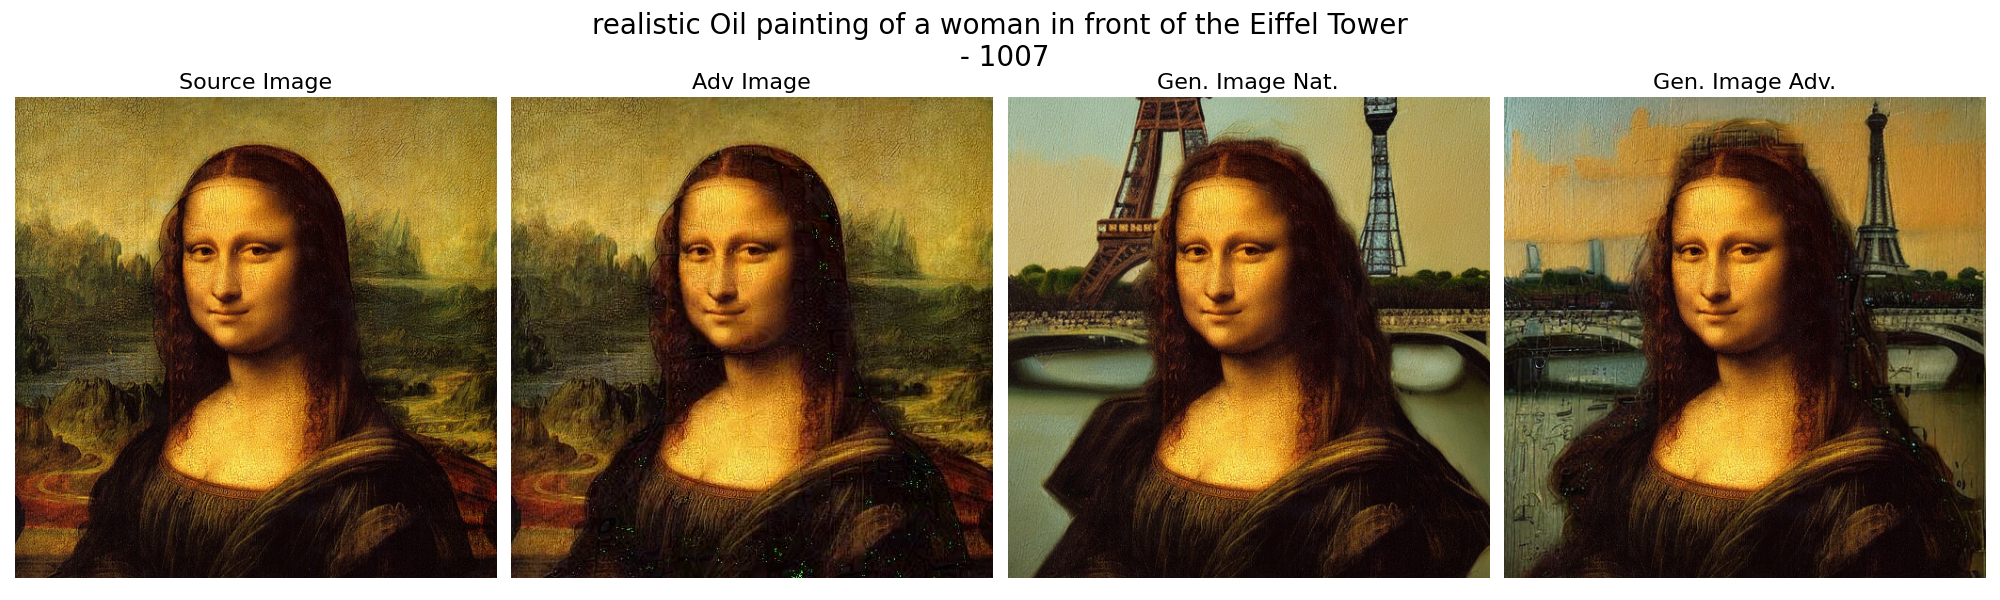 realistic Oil painting of a woman in front of the Eiffel Tower
- 1007
Source Image
Adv Image
Gen. Image Nat.
Gen. Image Adv.